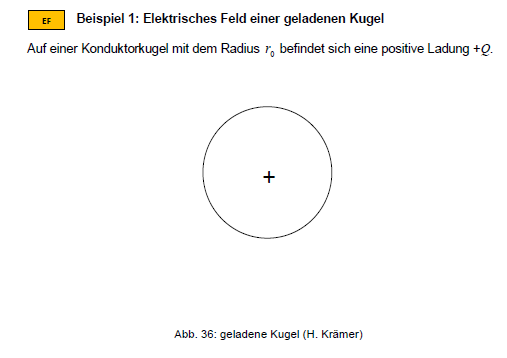 EF Beispiel 1: Elektrisches Feld einer geladenen Kugel
Auf einer Konduktorkugel mit dem Radius r₀ befindet sich eine positive Ladung +Q.
+
Abb. 36: geladene Kugel (H. Krämer)